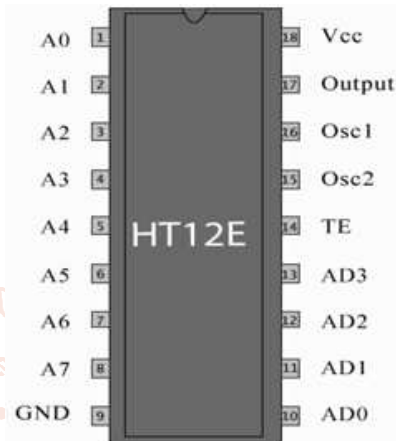 A0 1 18 Vcc
A1 2 17 Output
A2 3 16 Osc1
A3 4 15 Osc2
A4 5 14 TE
HT12E
A5 6 13 AD3
A6 7 12 AD2
A7 8 11 AD1
GND 9 10 AD0